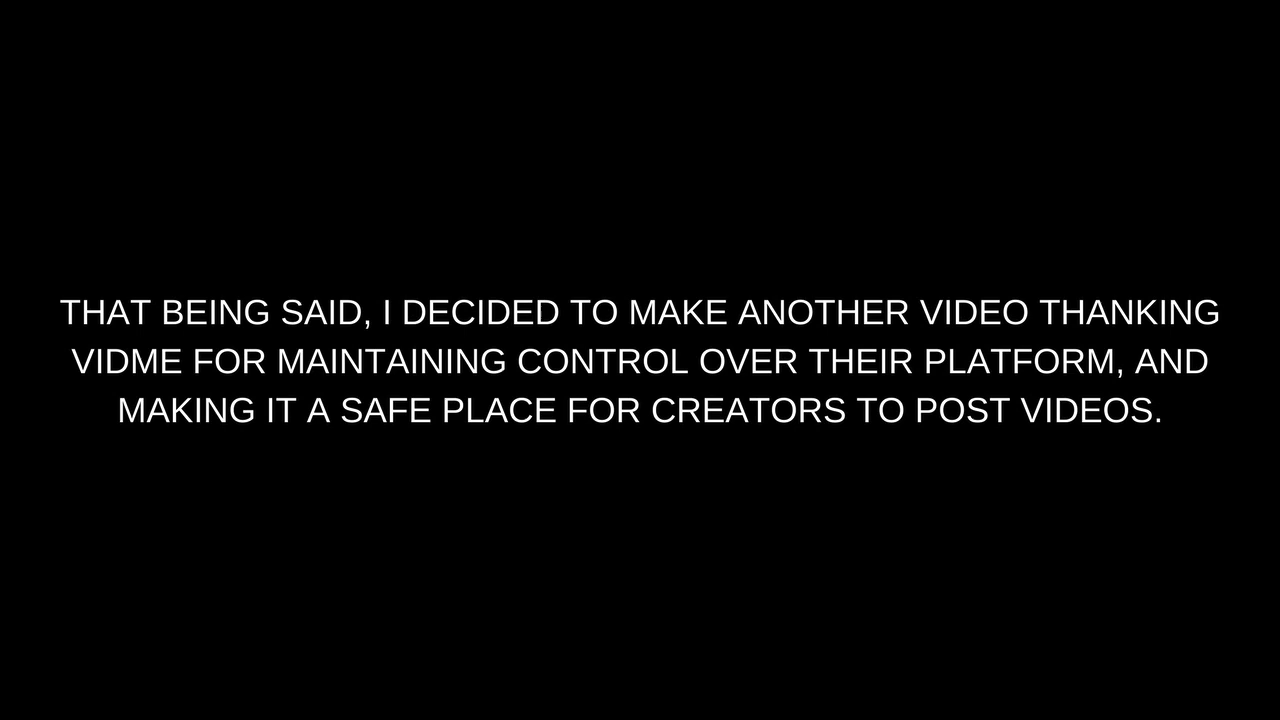 THAT BEING SAID, I DECIDED TO MAKE ANOTHER VIDEO THANKING
VIDME FOR MAINTAINING CONTROL OVER THEIR PLATFORM, AND
MAKING IT A SAFE PLACE FOR CREATORS TO POST VIDEOS.